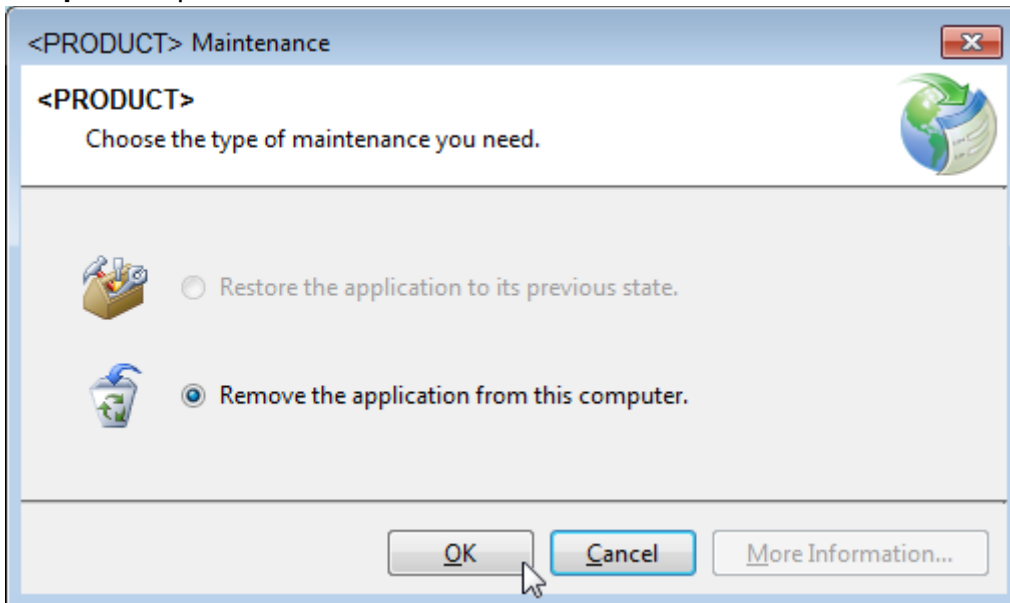 <PRODUCT> Maintenance
<PRODUCT>
Choose the type of maintenance you need.
Restore the application to its previous state.
Remove the application from this computer.
OK Cancel More Information...